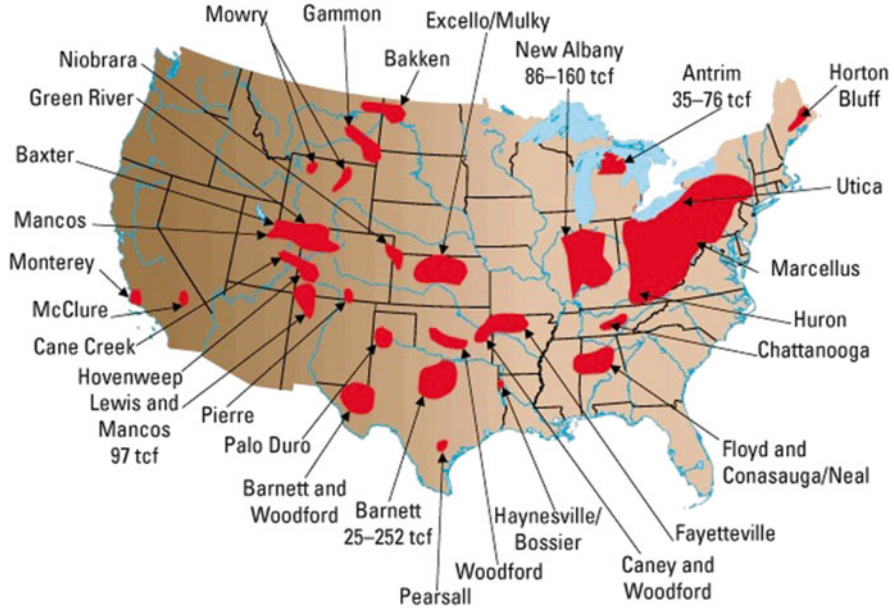 Mowry
Gammon
Excello/Mulky
Niobrara
Bakken
New Albany
86–160 tcf
Antrim
35–76 tcf
Horton
Bluff
Green River
Baxter
Utica
Mancos
Monterey
Marcellus
McClure
Huron
Cane Creek
Chattanooga
Hovenweep
Lewis and
Mancos
97 tcf
Pierre
Palo Duro
Floyd and
Conasauga/Neal
Barnett and
Woodford
Barnett
25–252 tcf
Haynesville/
Bossier
Fayetteville
Woodford
Caney and
Woodford
Pearsall